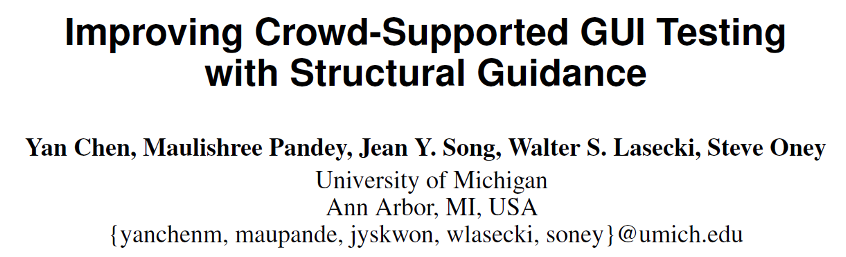 Improving Crowd-Supported GUI Testing
with Structural Guidance
Yan Chen, Maulishree Pandey, Jean Y. Song, Walter S. Lasecki, Steve Oney
University of Michigan
Ann Arbor, MI, USA
{yanchenm, maupande, jyskwon, wlasecki, soney}@umich.edu